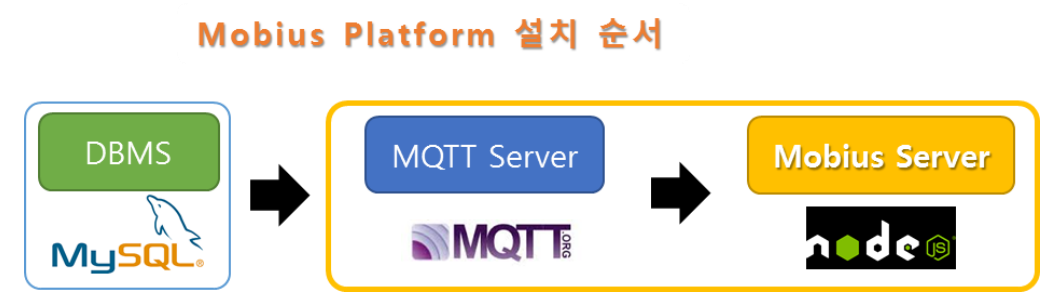 Mobius Platform 설치 순서
DBMS
MySQL®
MQTT Server
MQTT.ORG
Mobius Server
node JS